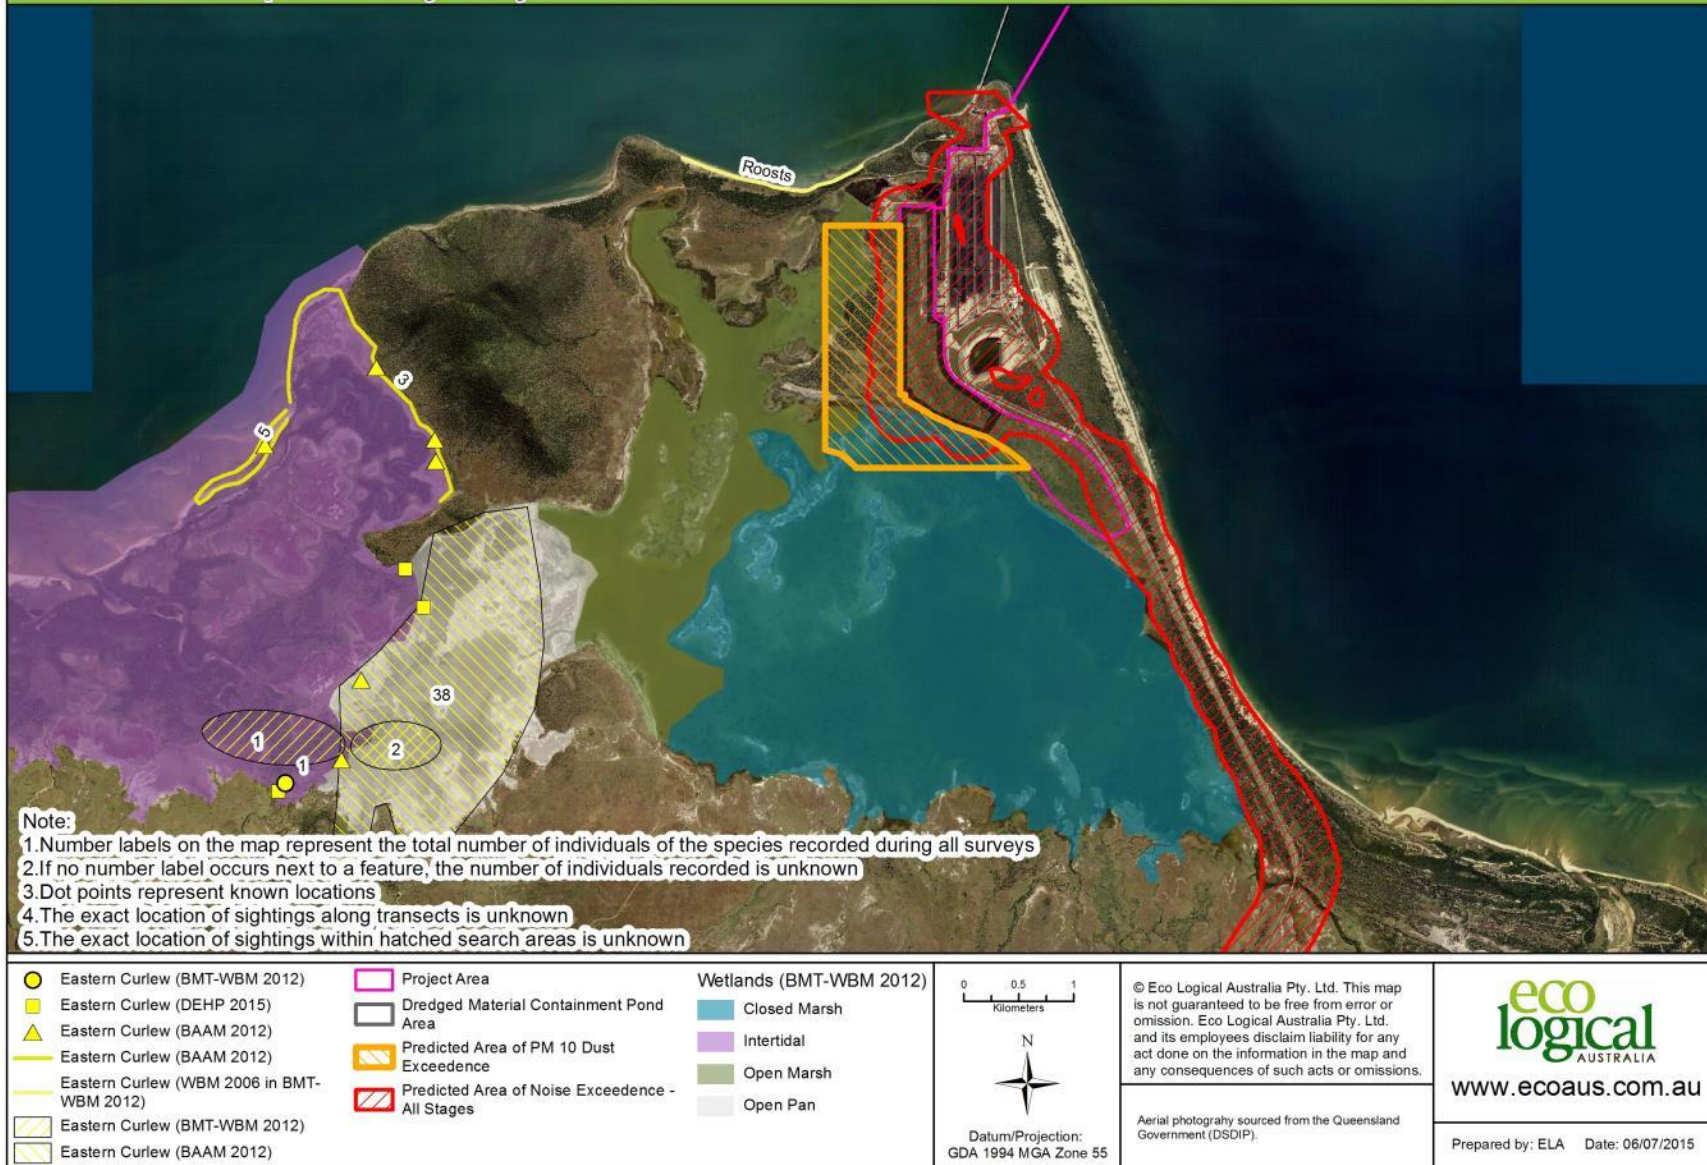 Roosts
3
5
38
1
2
1
Note:
1.Number labels on the map represent the total number of individuals of the species recorded during all surveys
2.If no number label occurs next to a feature, the number of individuals recorded is unknown
3.Dot points represent known locations
4.The exact location of sightings along transects is unknown
5.The exact location of sightings within hatched search areas is unknown
Eastern Curlew (BMT-WBM 2012)
Eastern Curlew (DEHP 2015)
Eastern Curlew (BAAM 2012)
Eastern Curlew (BAAM 2012)
Eastern Curlew (WBM 2006 in BMT-
WBM 2012)
Eastern Curlew (BMT-WBM 2012)
Eastern Curlew (BAAM 2012)
Project Area
Dredged Material Containment Pond
Area
Predicted Area of PM 10 Dust
Exceedence
Predicted Area of Noise Exceedence -
All Stages
Wetlands (BMT-WBM 2012)
Closed Marsh
Intertidal
Open Marsh
Open Pan
0 0.5 1
Kilometers
N
Datum/Projection:
GDA 1994 MGA Zone 55
© Eco Logical Australia Pty. Ltd. This map
is not guaranteed to be free from error or
omission. Eco Logical Australia Pty. Ltd.
and its employees disclaim liability for any
act done on the information in the map and
any consequences of such acts or omissions.
Aerial photograhy sourced from the Queensland
Government (DSDIP).
eco
logical
AUSTRALIA
www.ecoaus.com.au
Prepared by: ELA Date: 06/07/2015